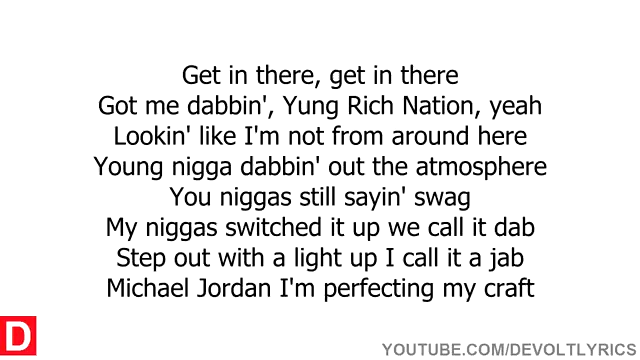 Get in there, get in there
Got me dabbin', Yung Rich Nation, yeah
Lookin' like I'm not from around here
Young nigga dabbin' out the atmosphere
You niggas still sayin' swag
My niggas switched it up we call it dab
Step out with a light up I call it a jab
Michael Jordan I'm perfecting my craft
D
YOUTUBE.COM/DEVOLTLYRICS